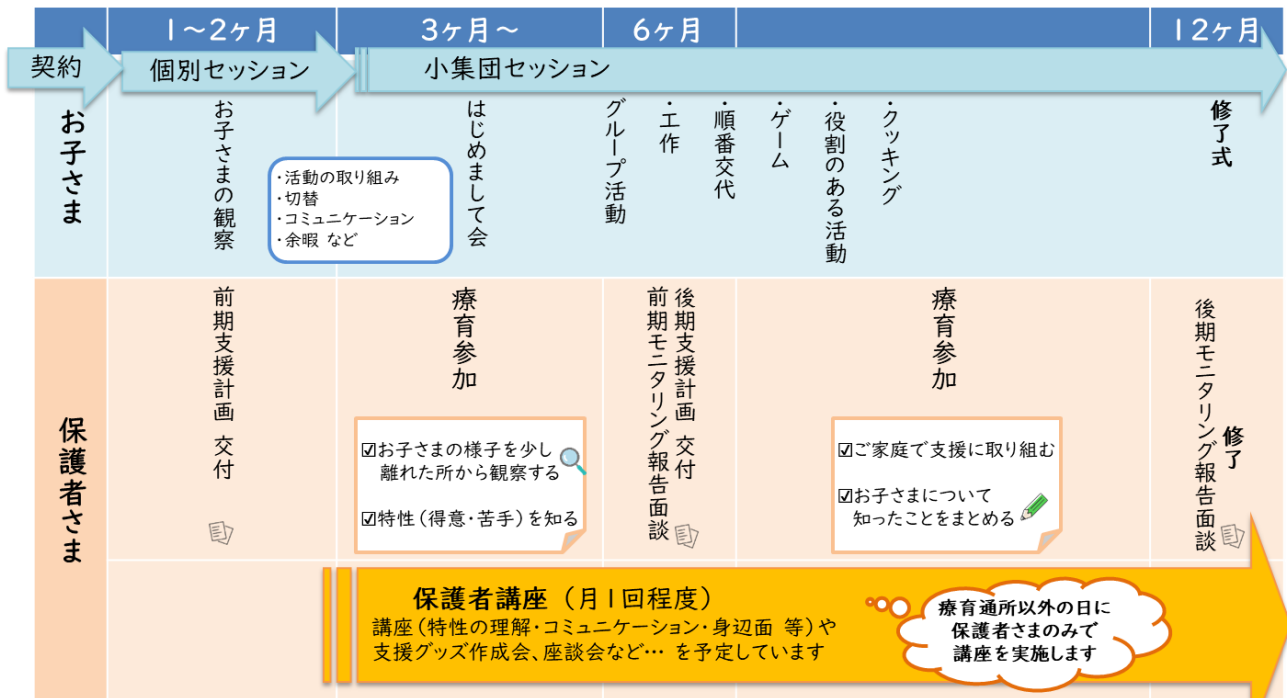 1～2ヶ月
3ヶ月～
6ヶ月
12ヶ月
契約
個別セッション
小集団セッション
お子さま
お子さまの観察
・活動の取り組み
・切替
・コミュニケーション
・余暇 など
はじめまして会
グループ活動
・工作
・順番交代
・ゲーム
・役割のある活動
・クッキング
修了式
保護者さま
前期支援計画 交付
療育参加
☑お子さまの様子を少し
離れた所から観察する
☑特性（得意・苦手）を知る
後期支援計画 交付
前期モニタリング報告面談
療育参加
☑ご家庭で支援に取り組む
☑お子さまについて
知ったことをまとめる
修了
後期モニタリング報告面談
保護者講座（月1回程度）
講座（特性の理解・コミュニケーション・身辺面 等）や
支援グッズ作成会、座談会など… を予定しています
療育通所以外の日に
保護者さまのみで
講座を実施します